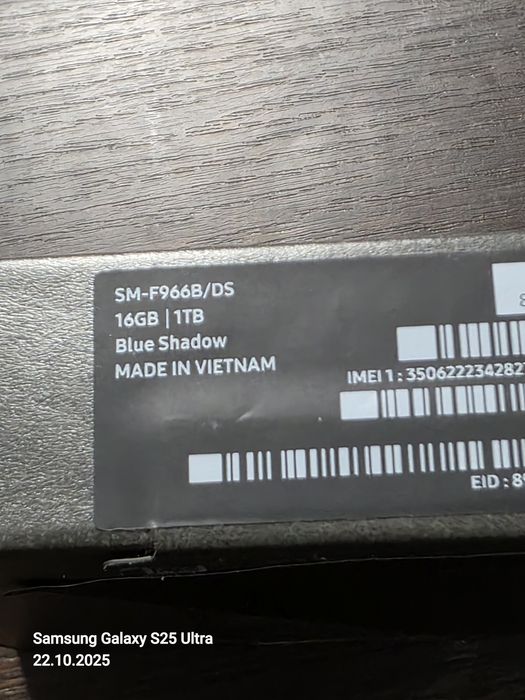 SM-F966B/DS
16GB | 1TB
Blue Shadow
MADE IN VIETNAM
IMEI 1 : 35062223428
EID : 8
Samsung Galaxy S25 Ultra
22.10.2025